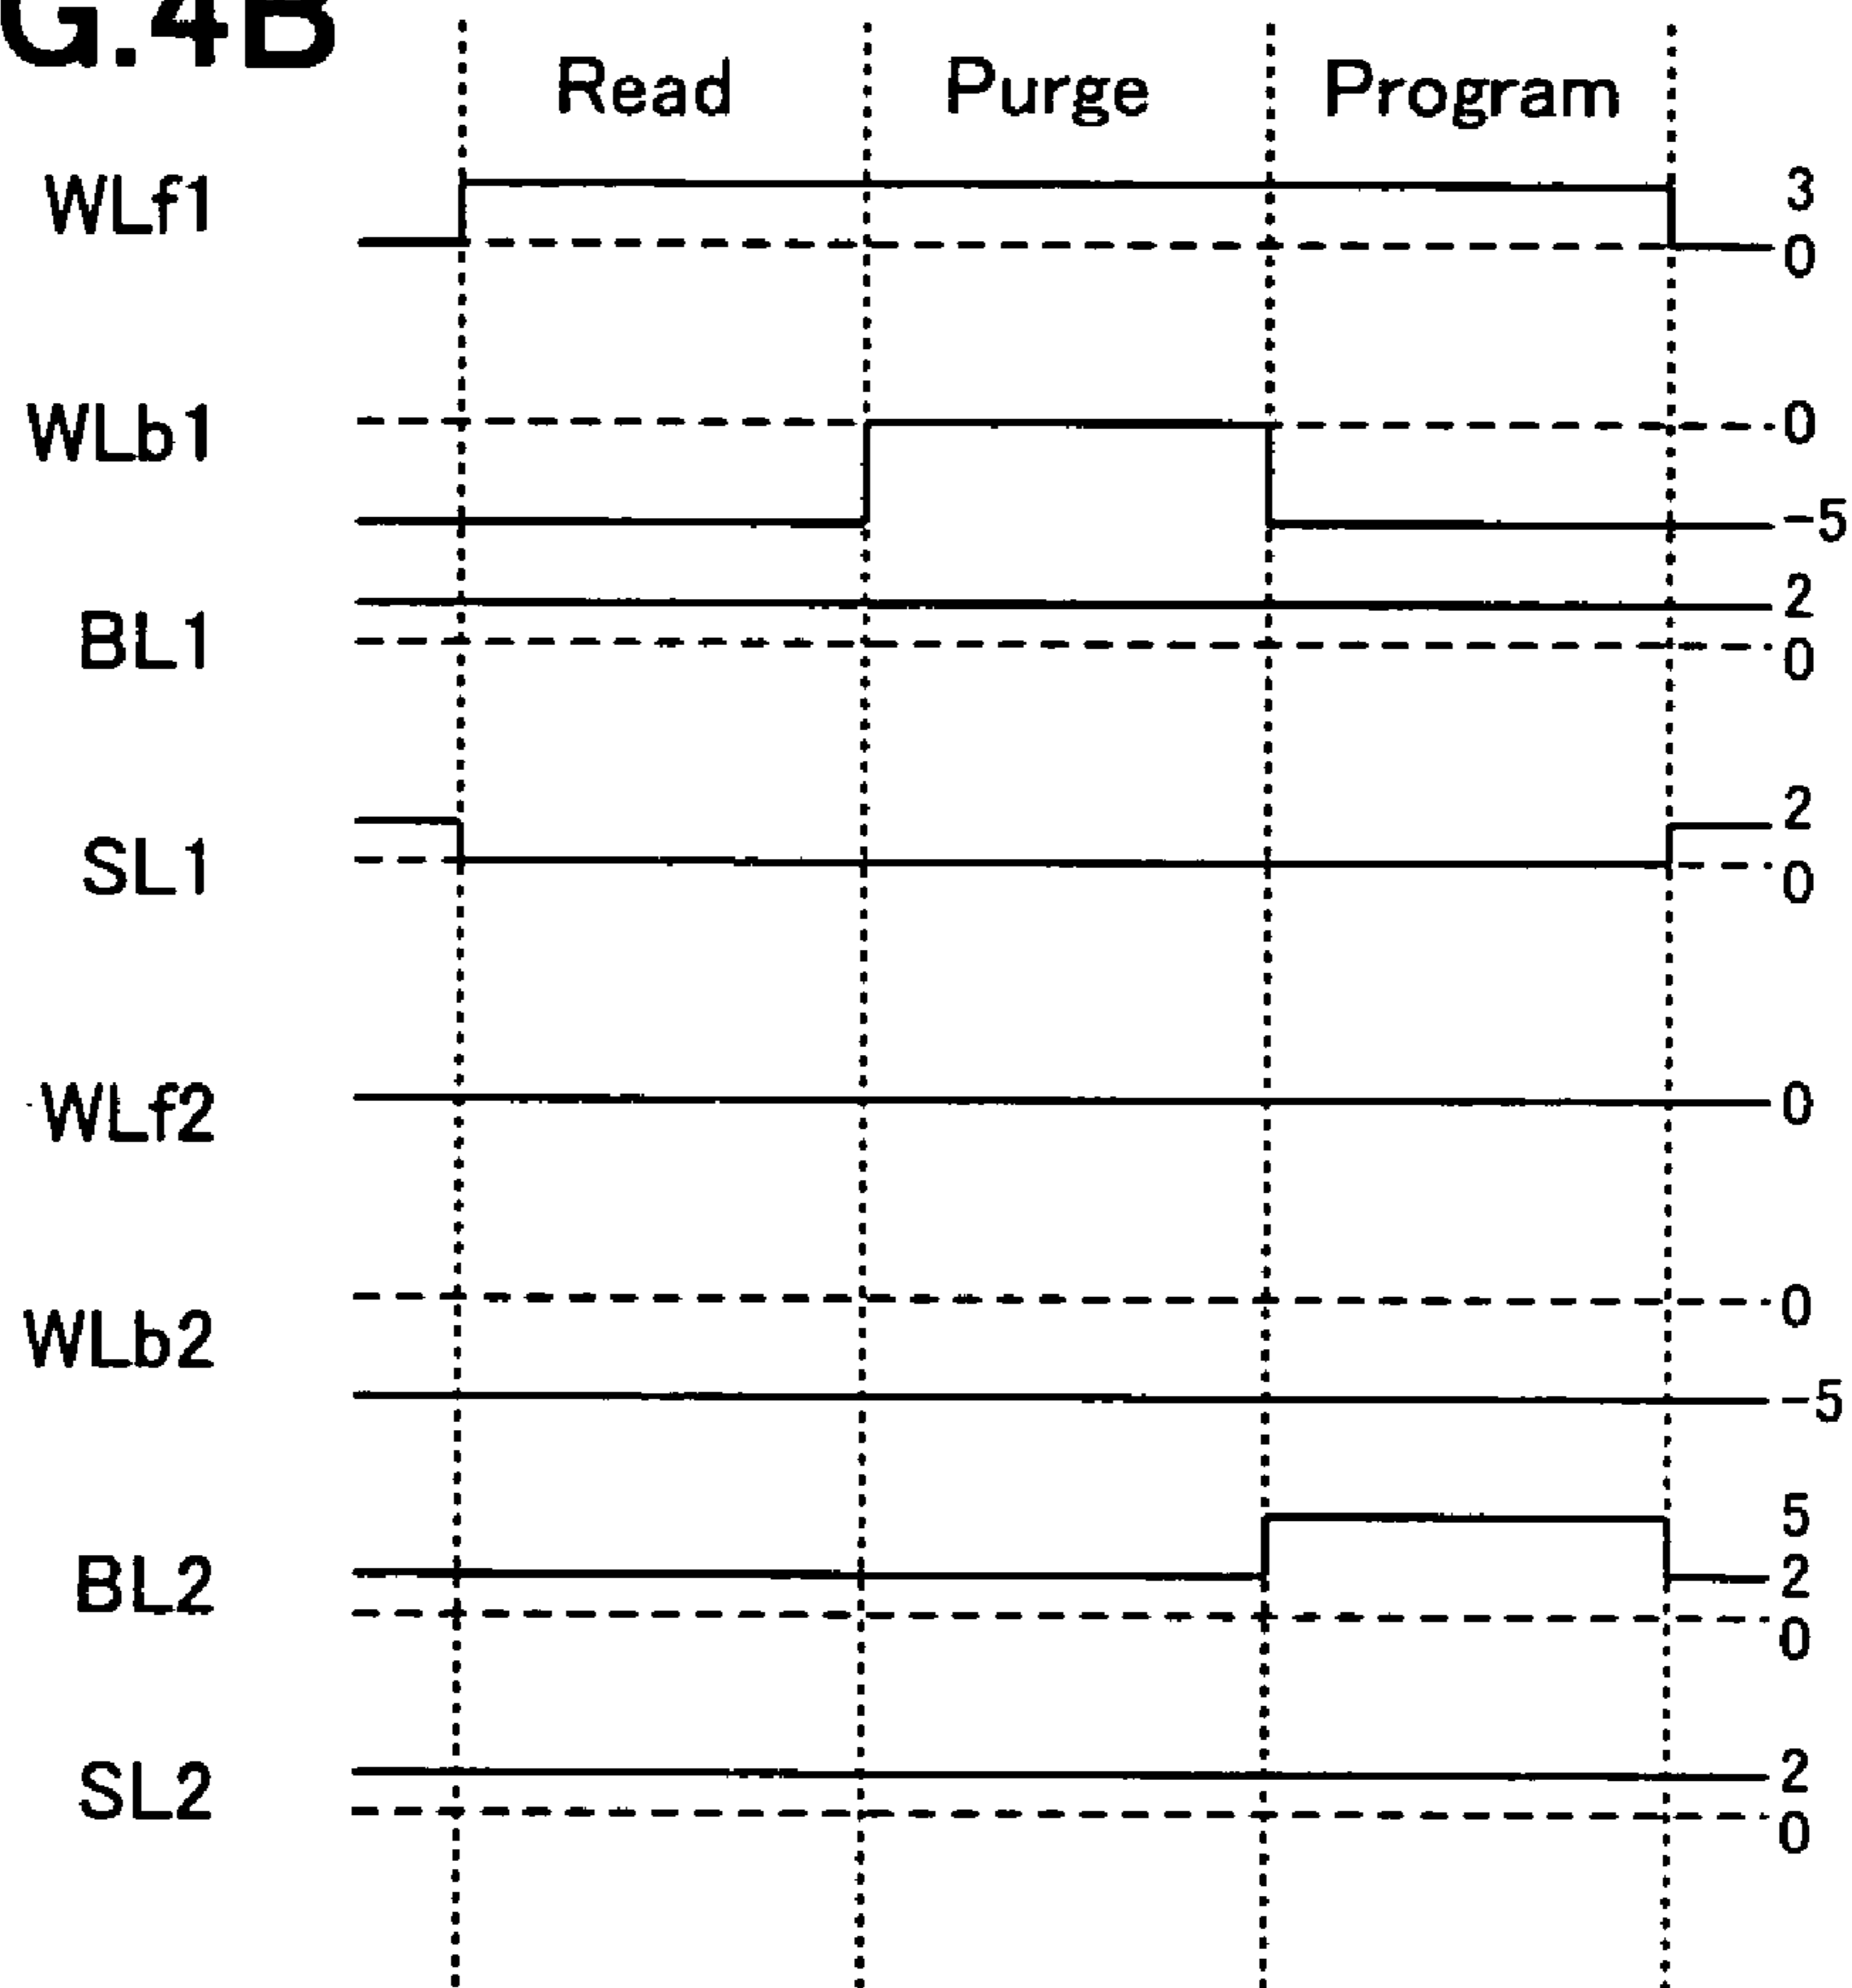 G.4B
Read Purge Program
WLf1 3
0
WLb1 0
-5
BL1 2
0
SL1 2
0
WLf2 0
WLb2 0
-5
BL2 5
2
0
SL2 2
0